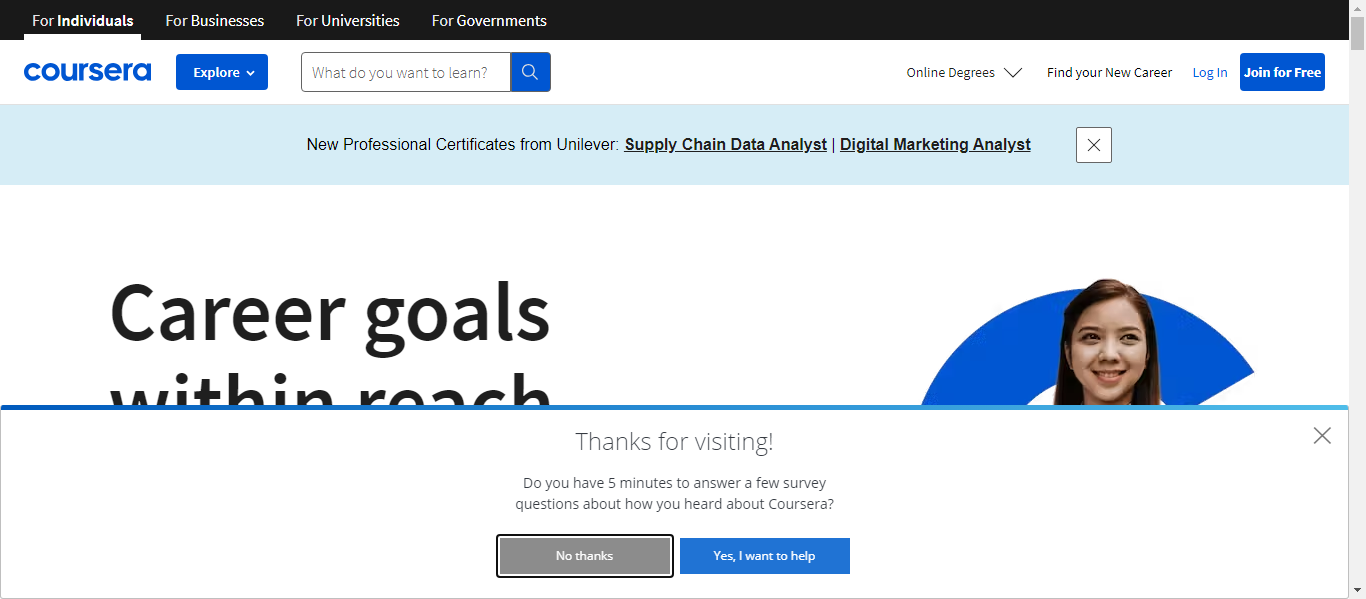 For Individuals For Businesses For Universities For Governments
coursera Explore What do you want to learn? Online Degrees Find your New Career Log In Join for Free
New Professional Certificates from Unilever: Supply Chain Data Analyst | Digital Marketing Analyst
Career goals
within reach
Thanks for visiting!
Do you have 5 minutes to answer a few survey
questions about how you heard about Coursera?
No thanks Yes, I want to help